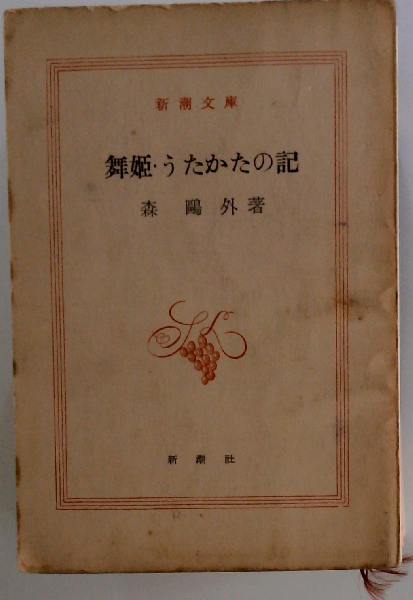 新潮文庫
舞姫・うたかたの記
森鷗外著
新潮社